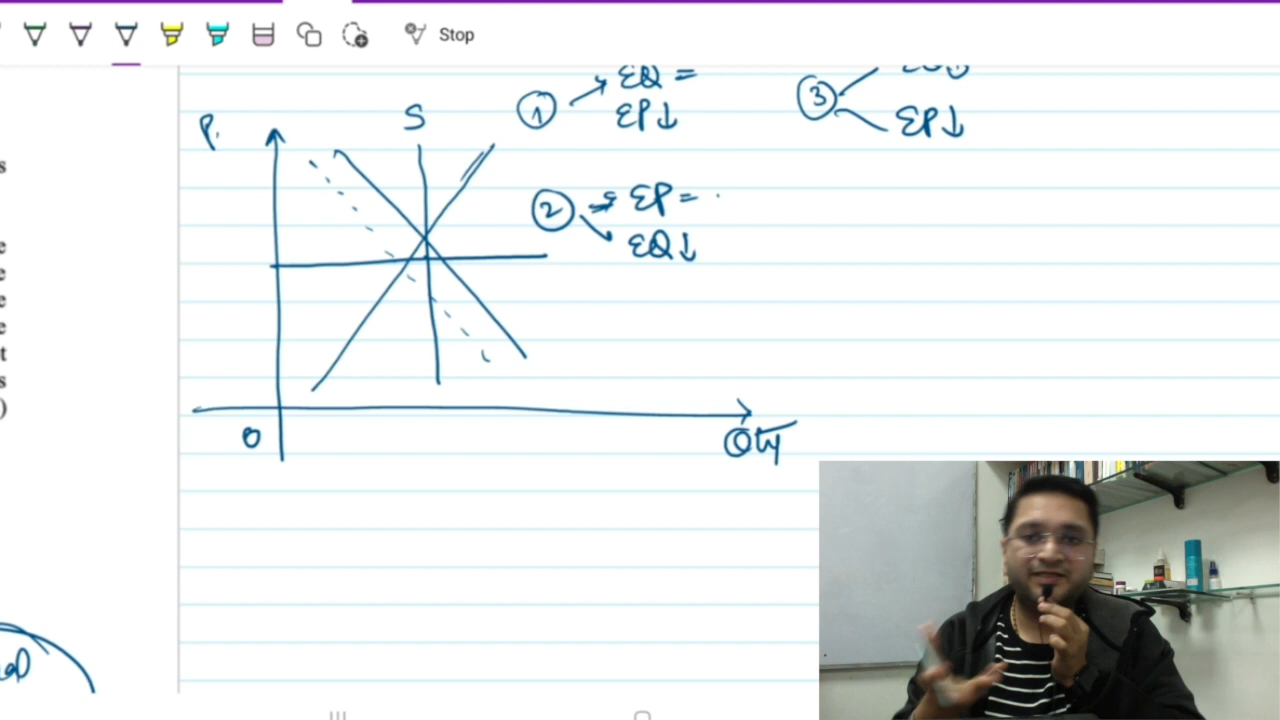 Stop
EQ =
EP↓
①
③
EP↓
P.
S
②
EP =
EQ↓
O
Qty
s
e
e
e
e
t
s
)